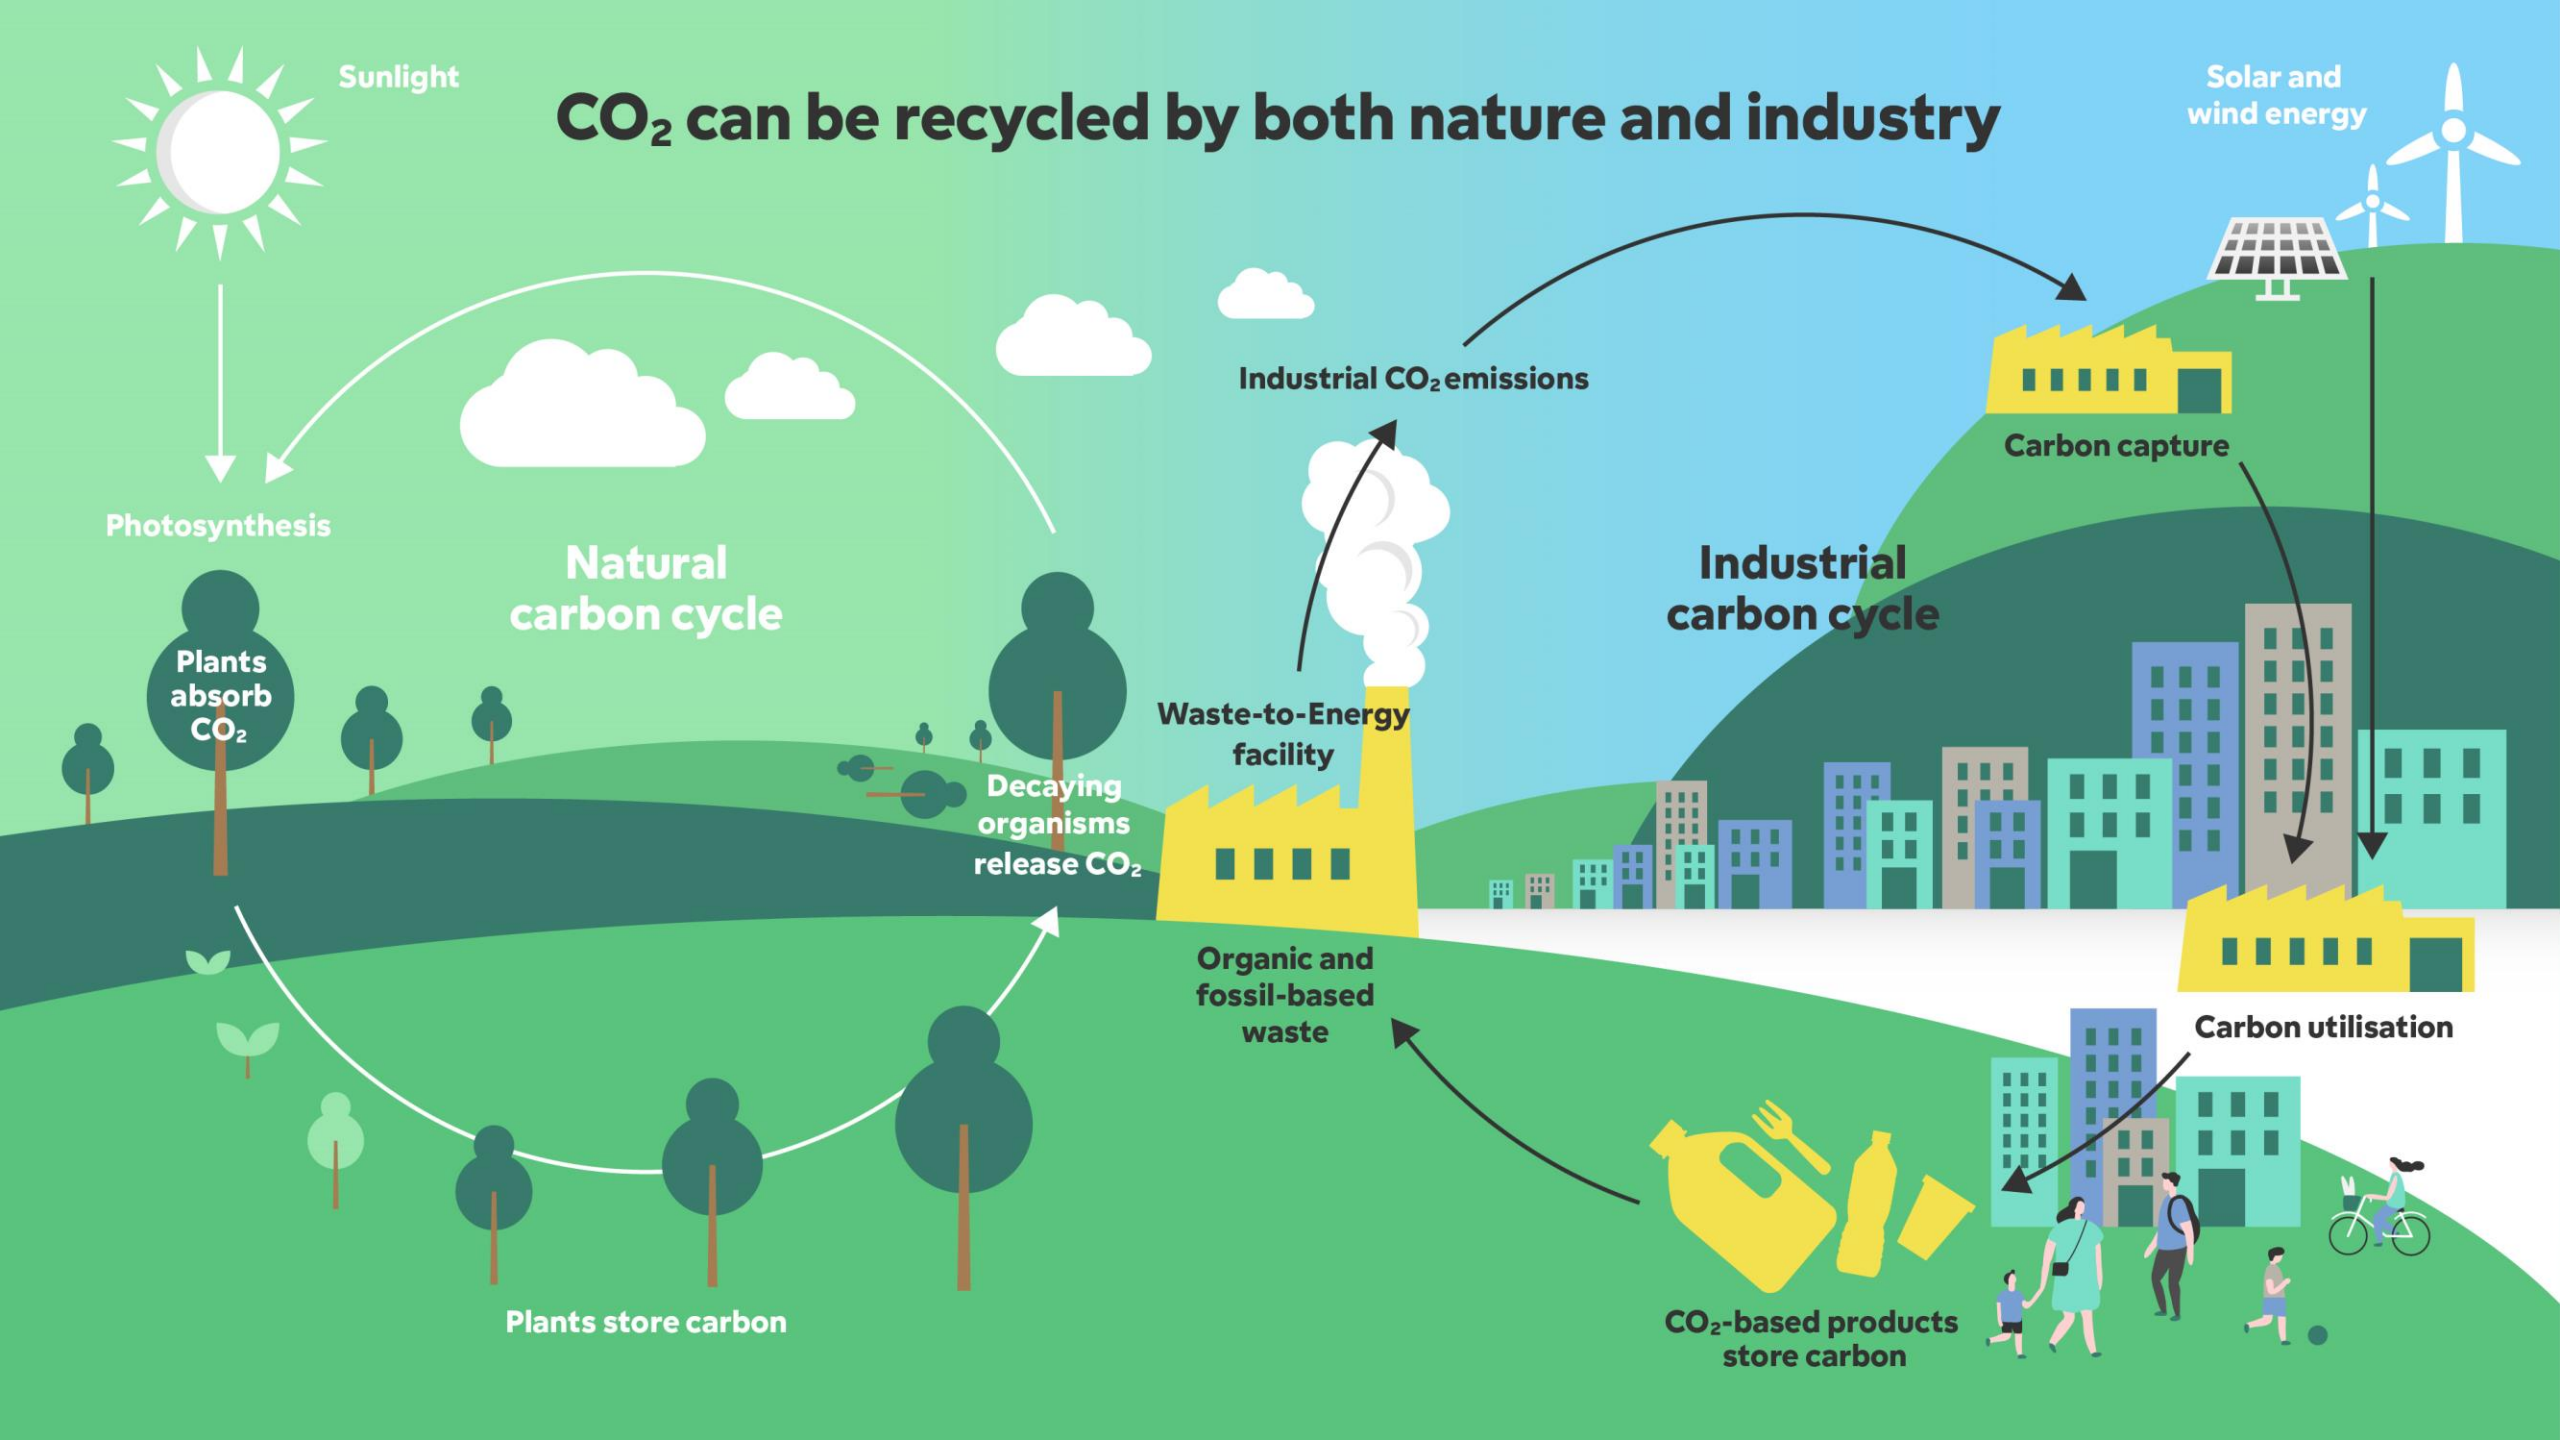 Sunlight
CO₂ can be recycled by both nature and industry
Solar and
wind energy
Industrial CO₂ emissions
Carbon capture
Photosynthesis
Natural
carbon cycle
Industrial
carbon cycle
Plants
absorb
CO₂
Waste-to-Energy
facility
Decaying
organisms
release CO₂
Organic and
fossil-based
waste
Carbon utilisation
Plants store carbon
CO₂-based products
store carbon